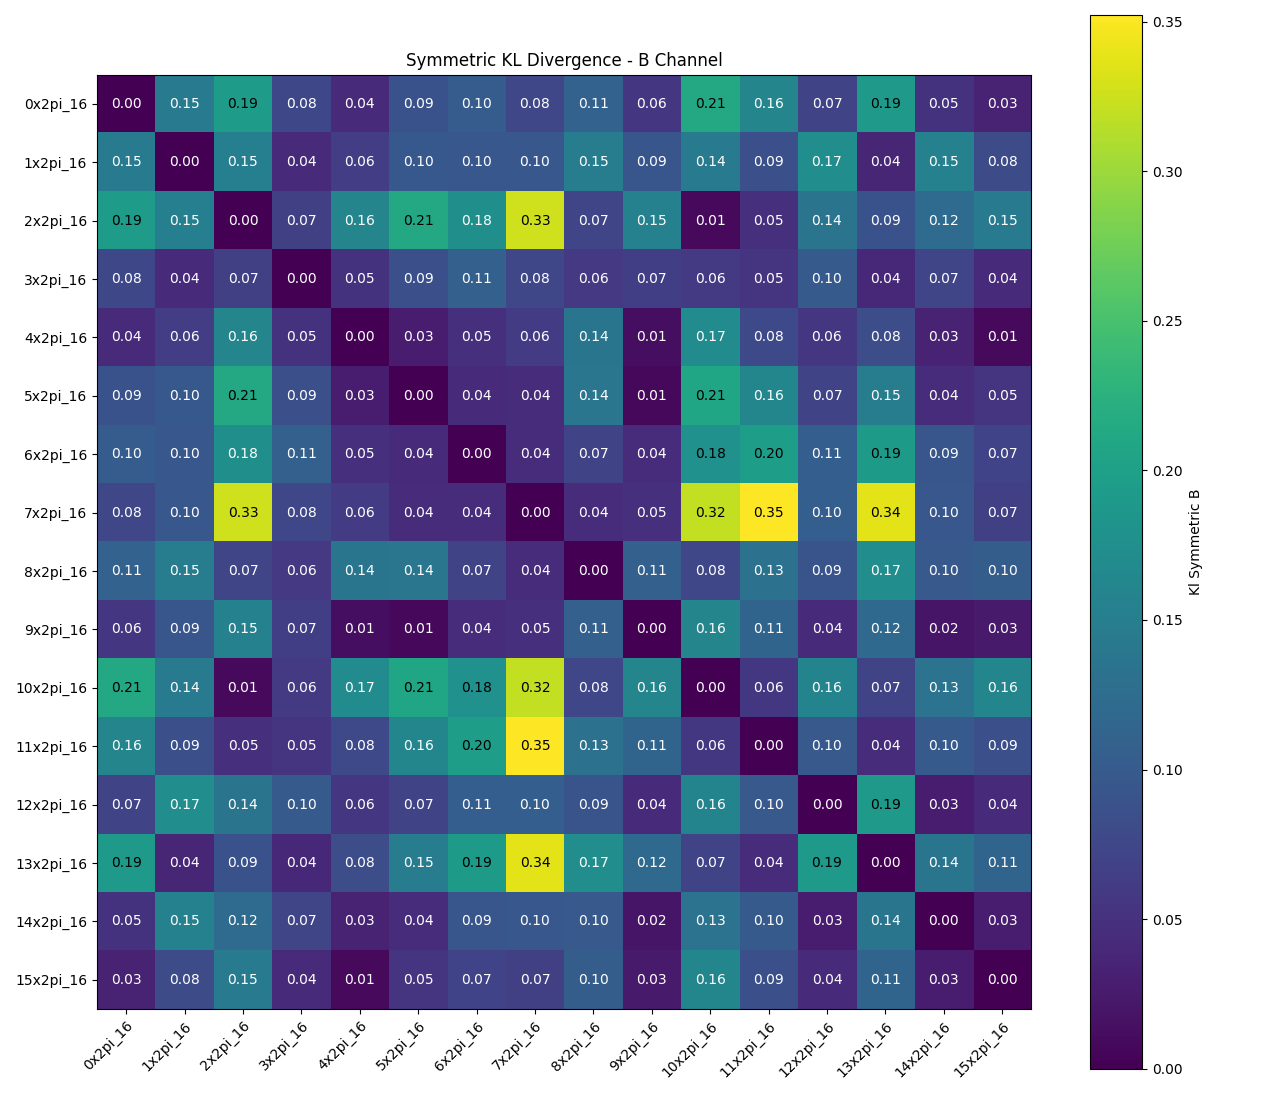 Symmetric KL Divergence - B Channel
0x2pi_16 0.00 0.15 0.19 0.08 0.04 0.09 0.10 0.08 0.11 0.06 0.21 0.16 0.07 0.19 0.05 0.03
1x2pi_16 0.15 0.00 0.15 0.04 0.06 0.10 0.10 0.10 0.15 0.09 0.14 0.09 0.17 0.04 0.15 0.08
2x2pi_16 0.19 0.15 0.00 0.07 0.16 0.21 0.18 0.33 0.07 0.15 0.01 0.05 0.14 0.09 0.12 0.15
3x2pi_16 0.08 0.04 0.07 0.00 0.05 0.09 0.11 0.08 0.06 0.07 0.06 0.05 0.10 0.04 0.07 0.04
4x2pi_16 0.04 0.06 0.16 0.05 0.00 0.03 0.05 0.06 0.14 0.01 0.17 0.08 0.06 0.08 0.03 0.01
5x2pi_16 0.09 0.10 0.21 0.09 0.03 0.00 0.04 0.04 0.14 0.01 0.21 0.16 0.07 0.15 0.04 0.05
6x2pi_16 0.10 0.10 0.18 0.11 0.05 0.04 0.00 0.04 0.07 0.04 0.18 0.20 0.11 0.19 0.09 0.07
7x2pi_16 0.08 0.10 0.33 0.08 0.06 0.04 0.04 0.00 0.04 0.05 0.32 0.35 0.10 0.34 0.10 0.07
8x2pi_16 0.11 0.15 0.07 0.06 0.14 0.14 0.07 0.04 0.00 0.11 0.08 0.13 0.09 0.17 0.10 0.10
9x2pi_16 0.06 0.09 0.15 0.07 0.01 0.01 0.04 0.05 0.11 0.00 0.16 0.11 0.04 0.12 0.02 0.03
10x2pi_16 0.21 0.14 0.01 0.06 0.17 0.21 0.18 0.32 0.08 0.16 0.00 0.06 0.16 0.07 0.13 0.16
11x2pi_16 0.16 0.09 0.05 0.05 0.08 0.16 0.20 0.35 0.13 0.11 0.06 0.00 0.10 0.04 0.10 0.09
12x2pi_16 0.07 0.17 0.14 0.10 0.06 0.07 0.11 0.10 0.09 0.04 0.16 0.10 0.00 0.19 0.03 0.04
13x2pi_16 0.19 0.04 0.09 0.04 0.08 0.15 0.19 0.34 0.17 0.12 0.07 0.04 0.19 0.00 0.14 0.11
14x2pi_16 0.05 0.15 0.12 0.07 0.03 0.04 0.09 0.10 0.10 0.02 0.13 0.10 0.03 0.14 0.00 0.03
15x2pi_16 0.03 0.08 0.15 0.04 0.01 0.05 0.07 0.07 0.10 0.03 0.16 0.09 0.04 0.11 0.03 0.00
0x2pi_16 1x2pi_16 2x2pi_16 3x2pi_16 4x2pi_16 5x2pi_16 6x2pi_16 7x2pi_16 8x2pi_16 9x2pi_16 10x2pi_16 11x2pi_16 12x2pi_16 13x2pi_16 14x2pi_16 15x2pi_16
0.35
0.30
0.25
0.20
0.15
0.10
0.05
0.00
Kl Symmetric B